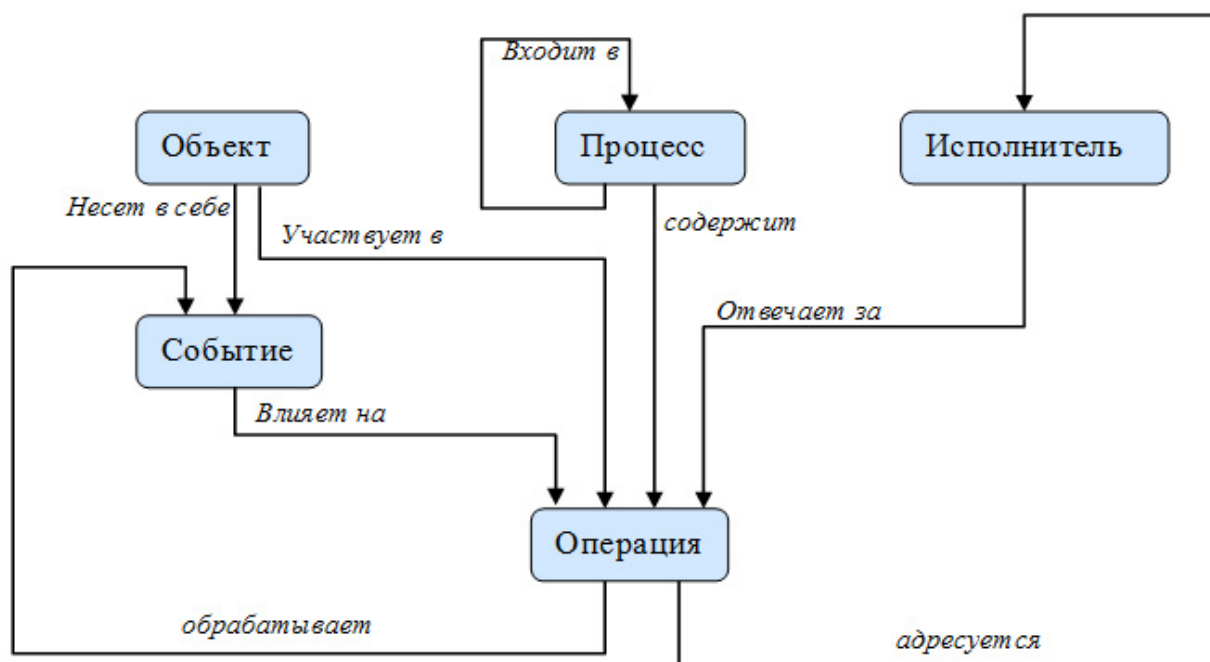 Входит в
Объект
Процесс
Исполнитель
Несет в себе
Участвует в
содержит
Отвечает за
Событие
Влияет на
Операция
обрабатывает
адресуется